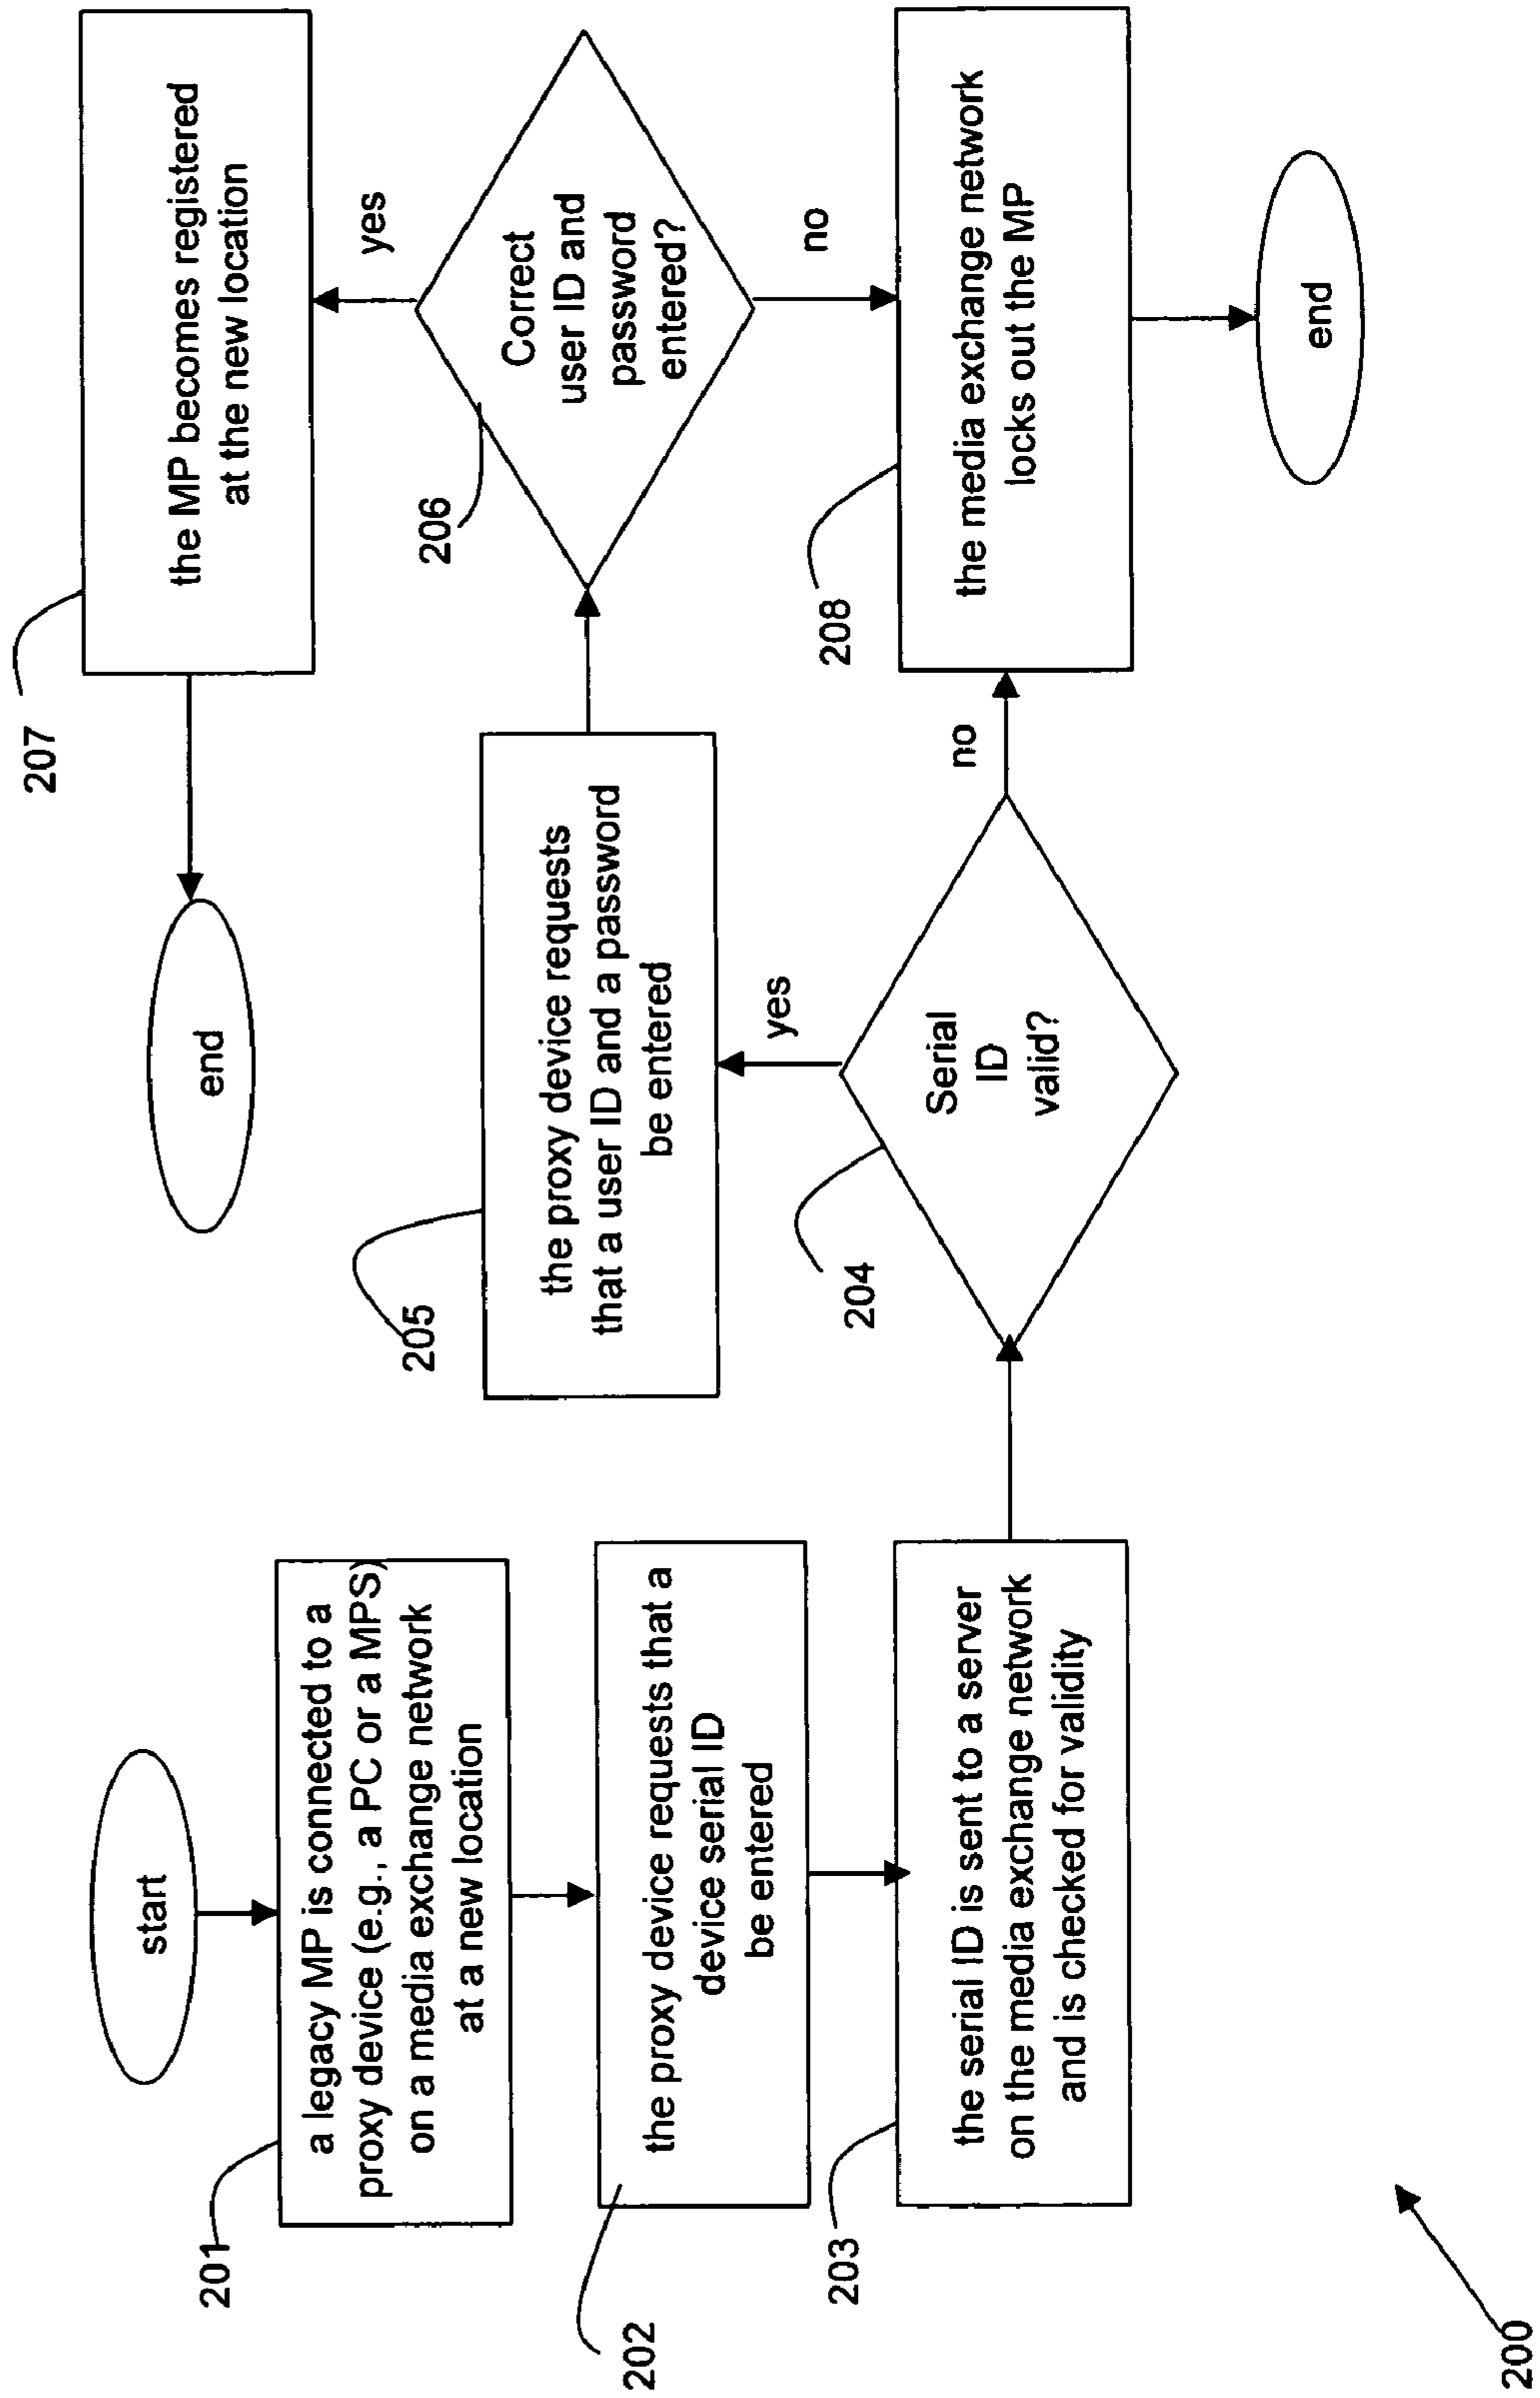 start
201
a legacy MP is connected to a
proxy device (e.g., a PC or a MPS)
on a media exchange network
at a new location
202
the proxy device requests that a
device serial ID
be entered
203
the serial ID is sent to a server
on the media exchange network
and is checked for validity
204
Serial
ID
valid?
yes
no
205
the proxy device requests
that a user ID and a password
be entered
206
Correct
user ID and
password
entered?
yes
no
207
the MP becomes registered
at the new location
end
208
the media exchange network
locks out the MP
end
200